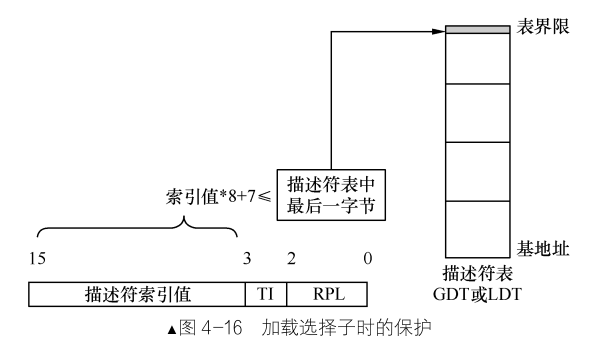 表界限
索引值*8+7≤
描述符表中
最后一字节
基地址
15
3
2
0
描述符表
GDT或LDT
描述符索引值
TI
RPL
▲图 4-16 加载选择子时的保护